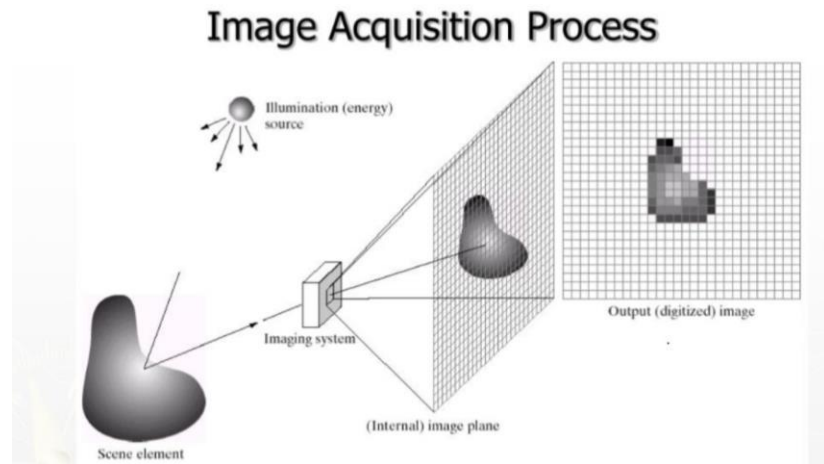 Image Acquisition Process
Illumination (energy)
source
Output (digitized) image
Imaging system
(Internal) image plane
Scene element